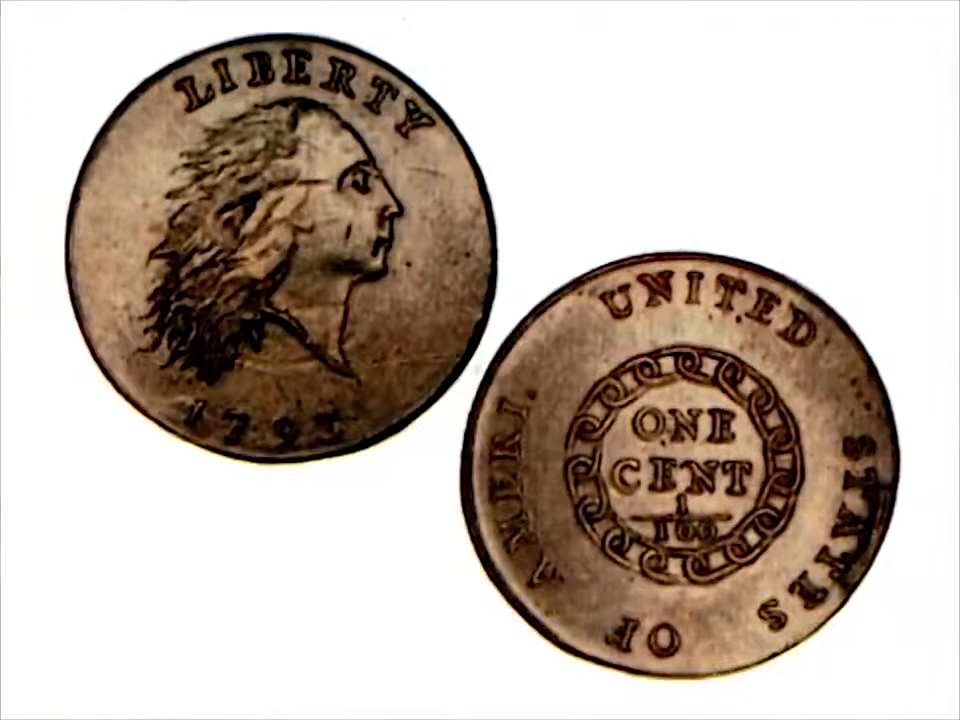 LIBERTY
1793
UNITED STATES OF AMERI.
ONE
CENT
1
100